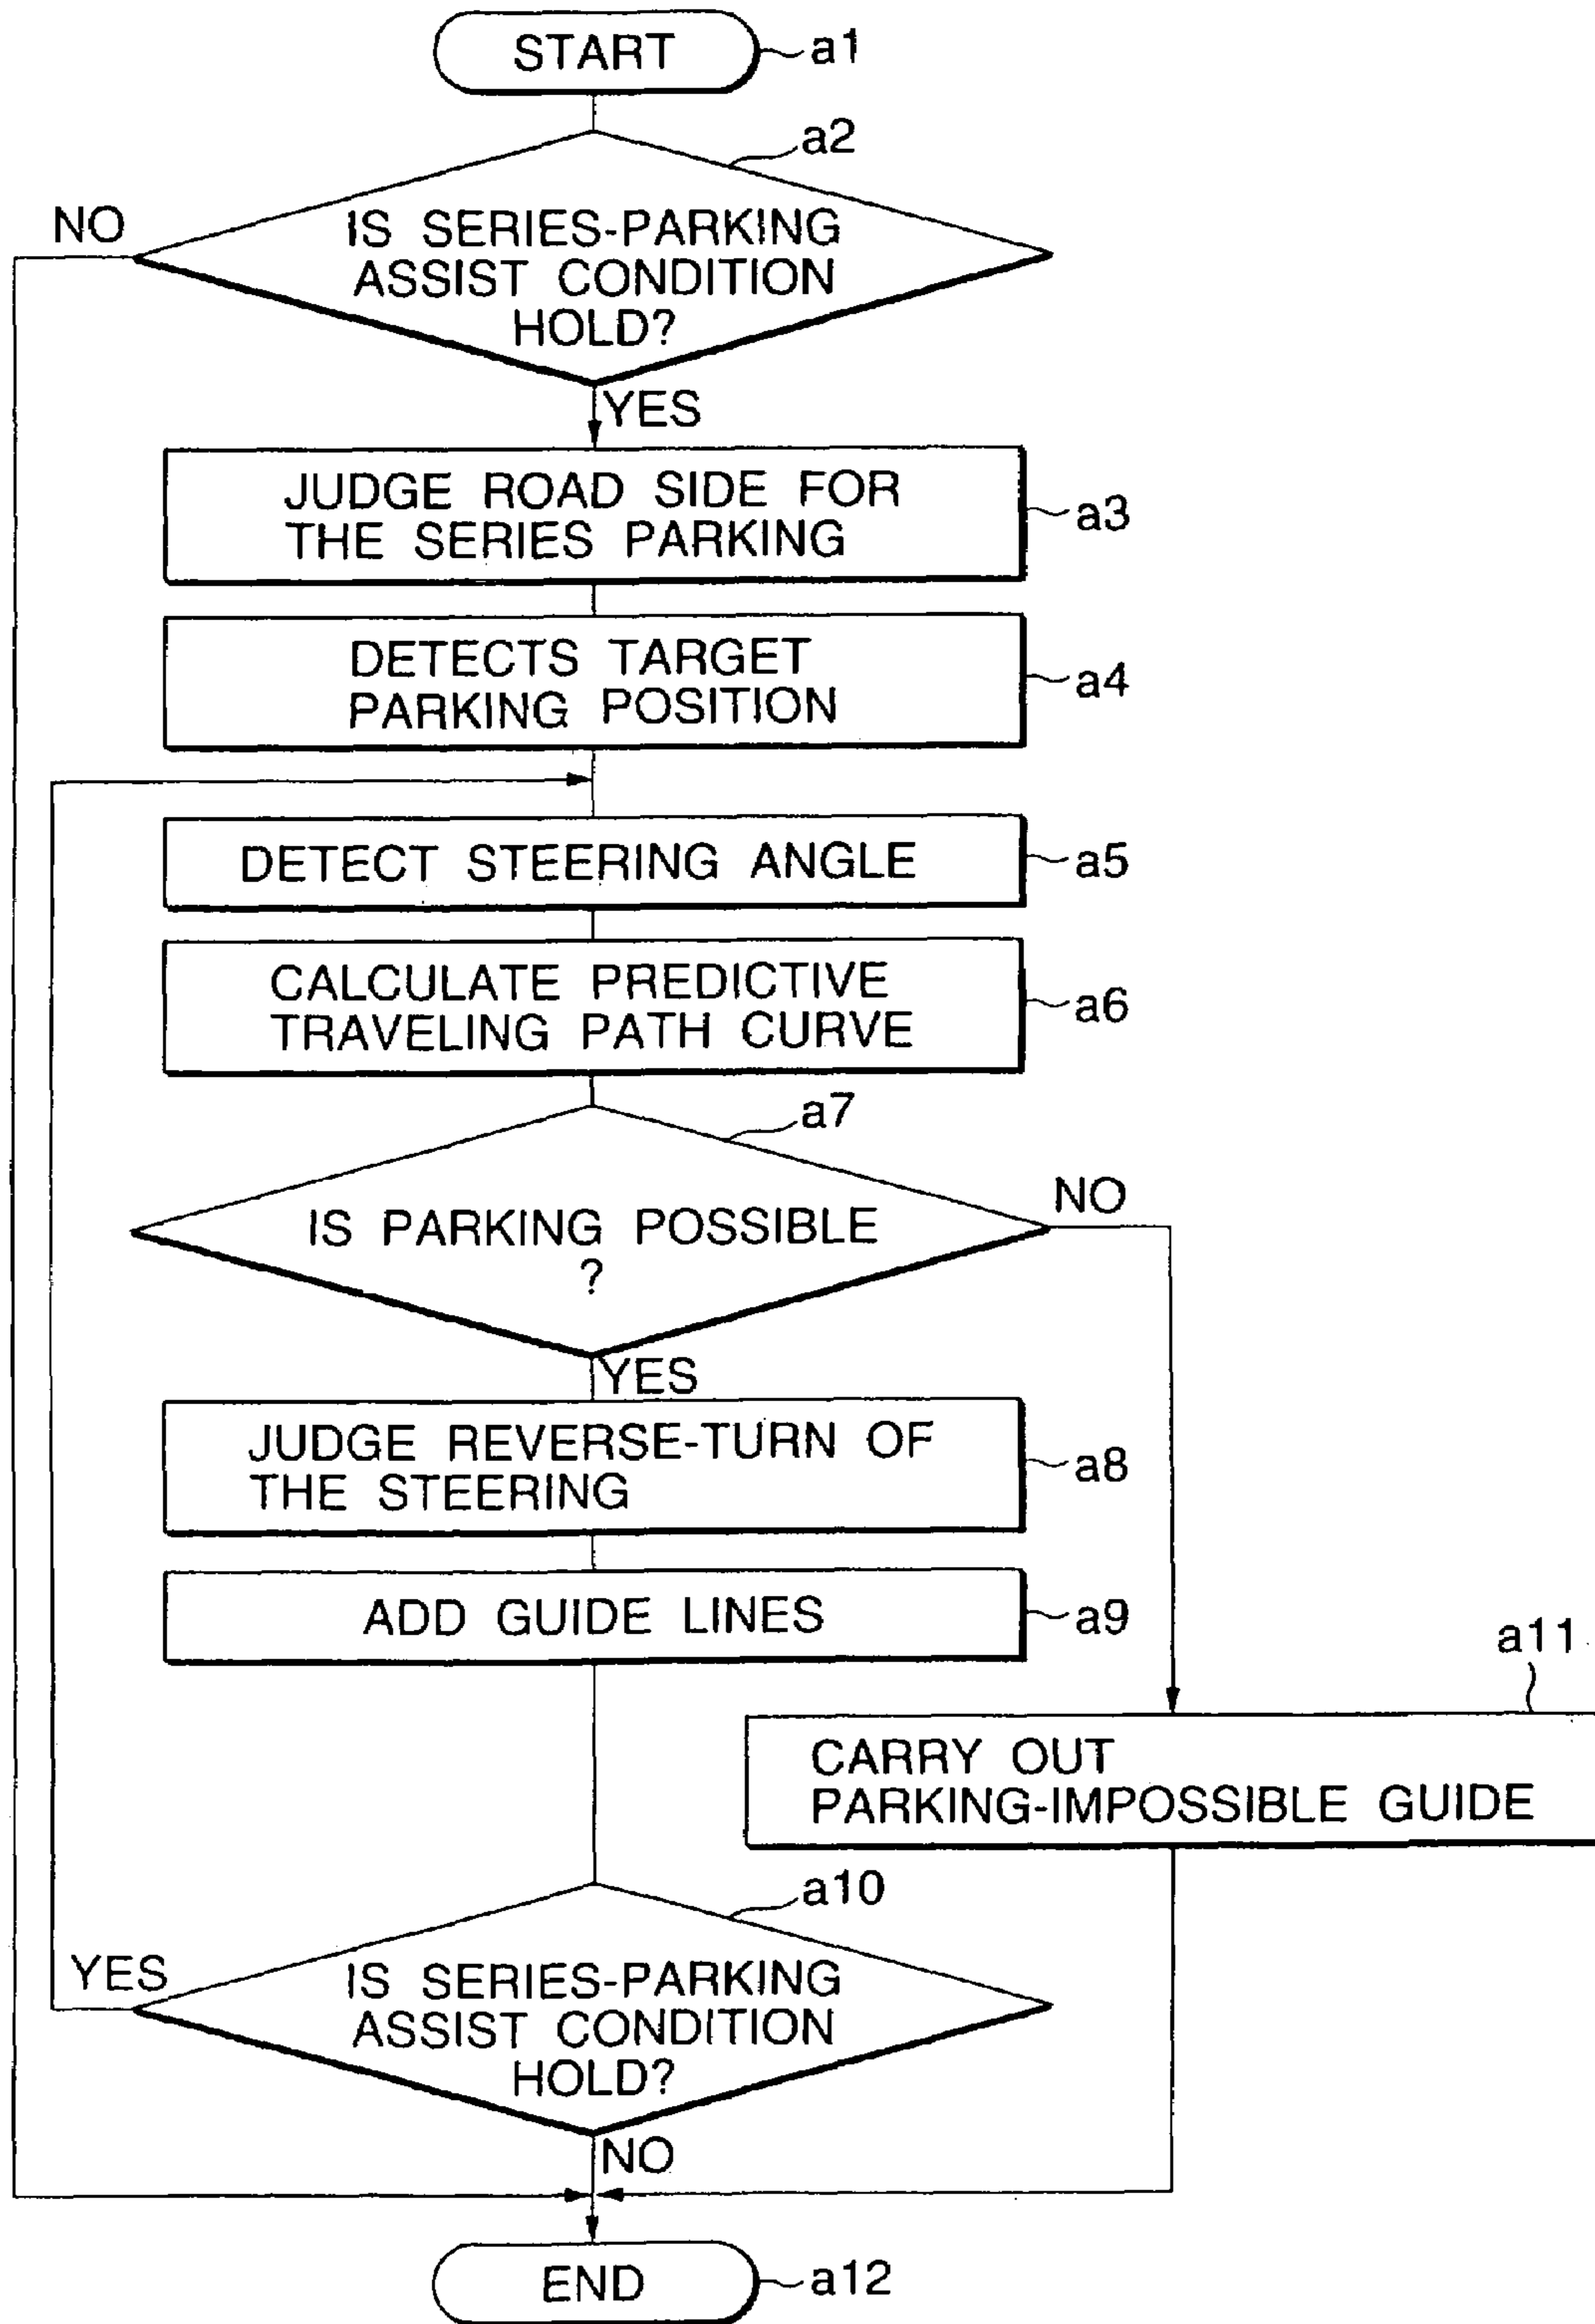 START
a1
a2
NO
IS SERIES-PARKING
ASSIST CONDITION
HOLD?
YES
JUDGE ROAD SIDE FOR
THE SERIES PARKING
a3
DETECTS TARGET
PARKING POSITION
a4
DETECT STEERING ANGLE
a5
CALCULATE PREDICTIVE
TRAVELING PATH CURVE
a6
a7
NO
IS PARKING POSSIBLE
?
YES
JUDGE REVERSE-TURN OF
THE STEERING
a8
ADD GUIDE LINES
a9
a11
CARRY OUT
PARKING-IMPOSSIBLE GUIDE
a10
YES
IS SERIES-PARKING
ASSIST CONDITION
HOLD?
NO
END
a12